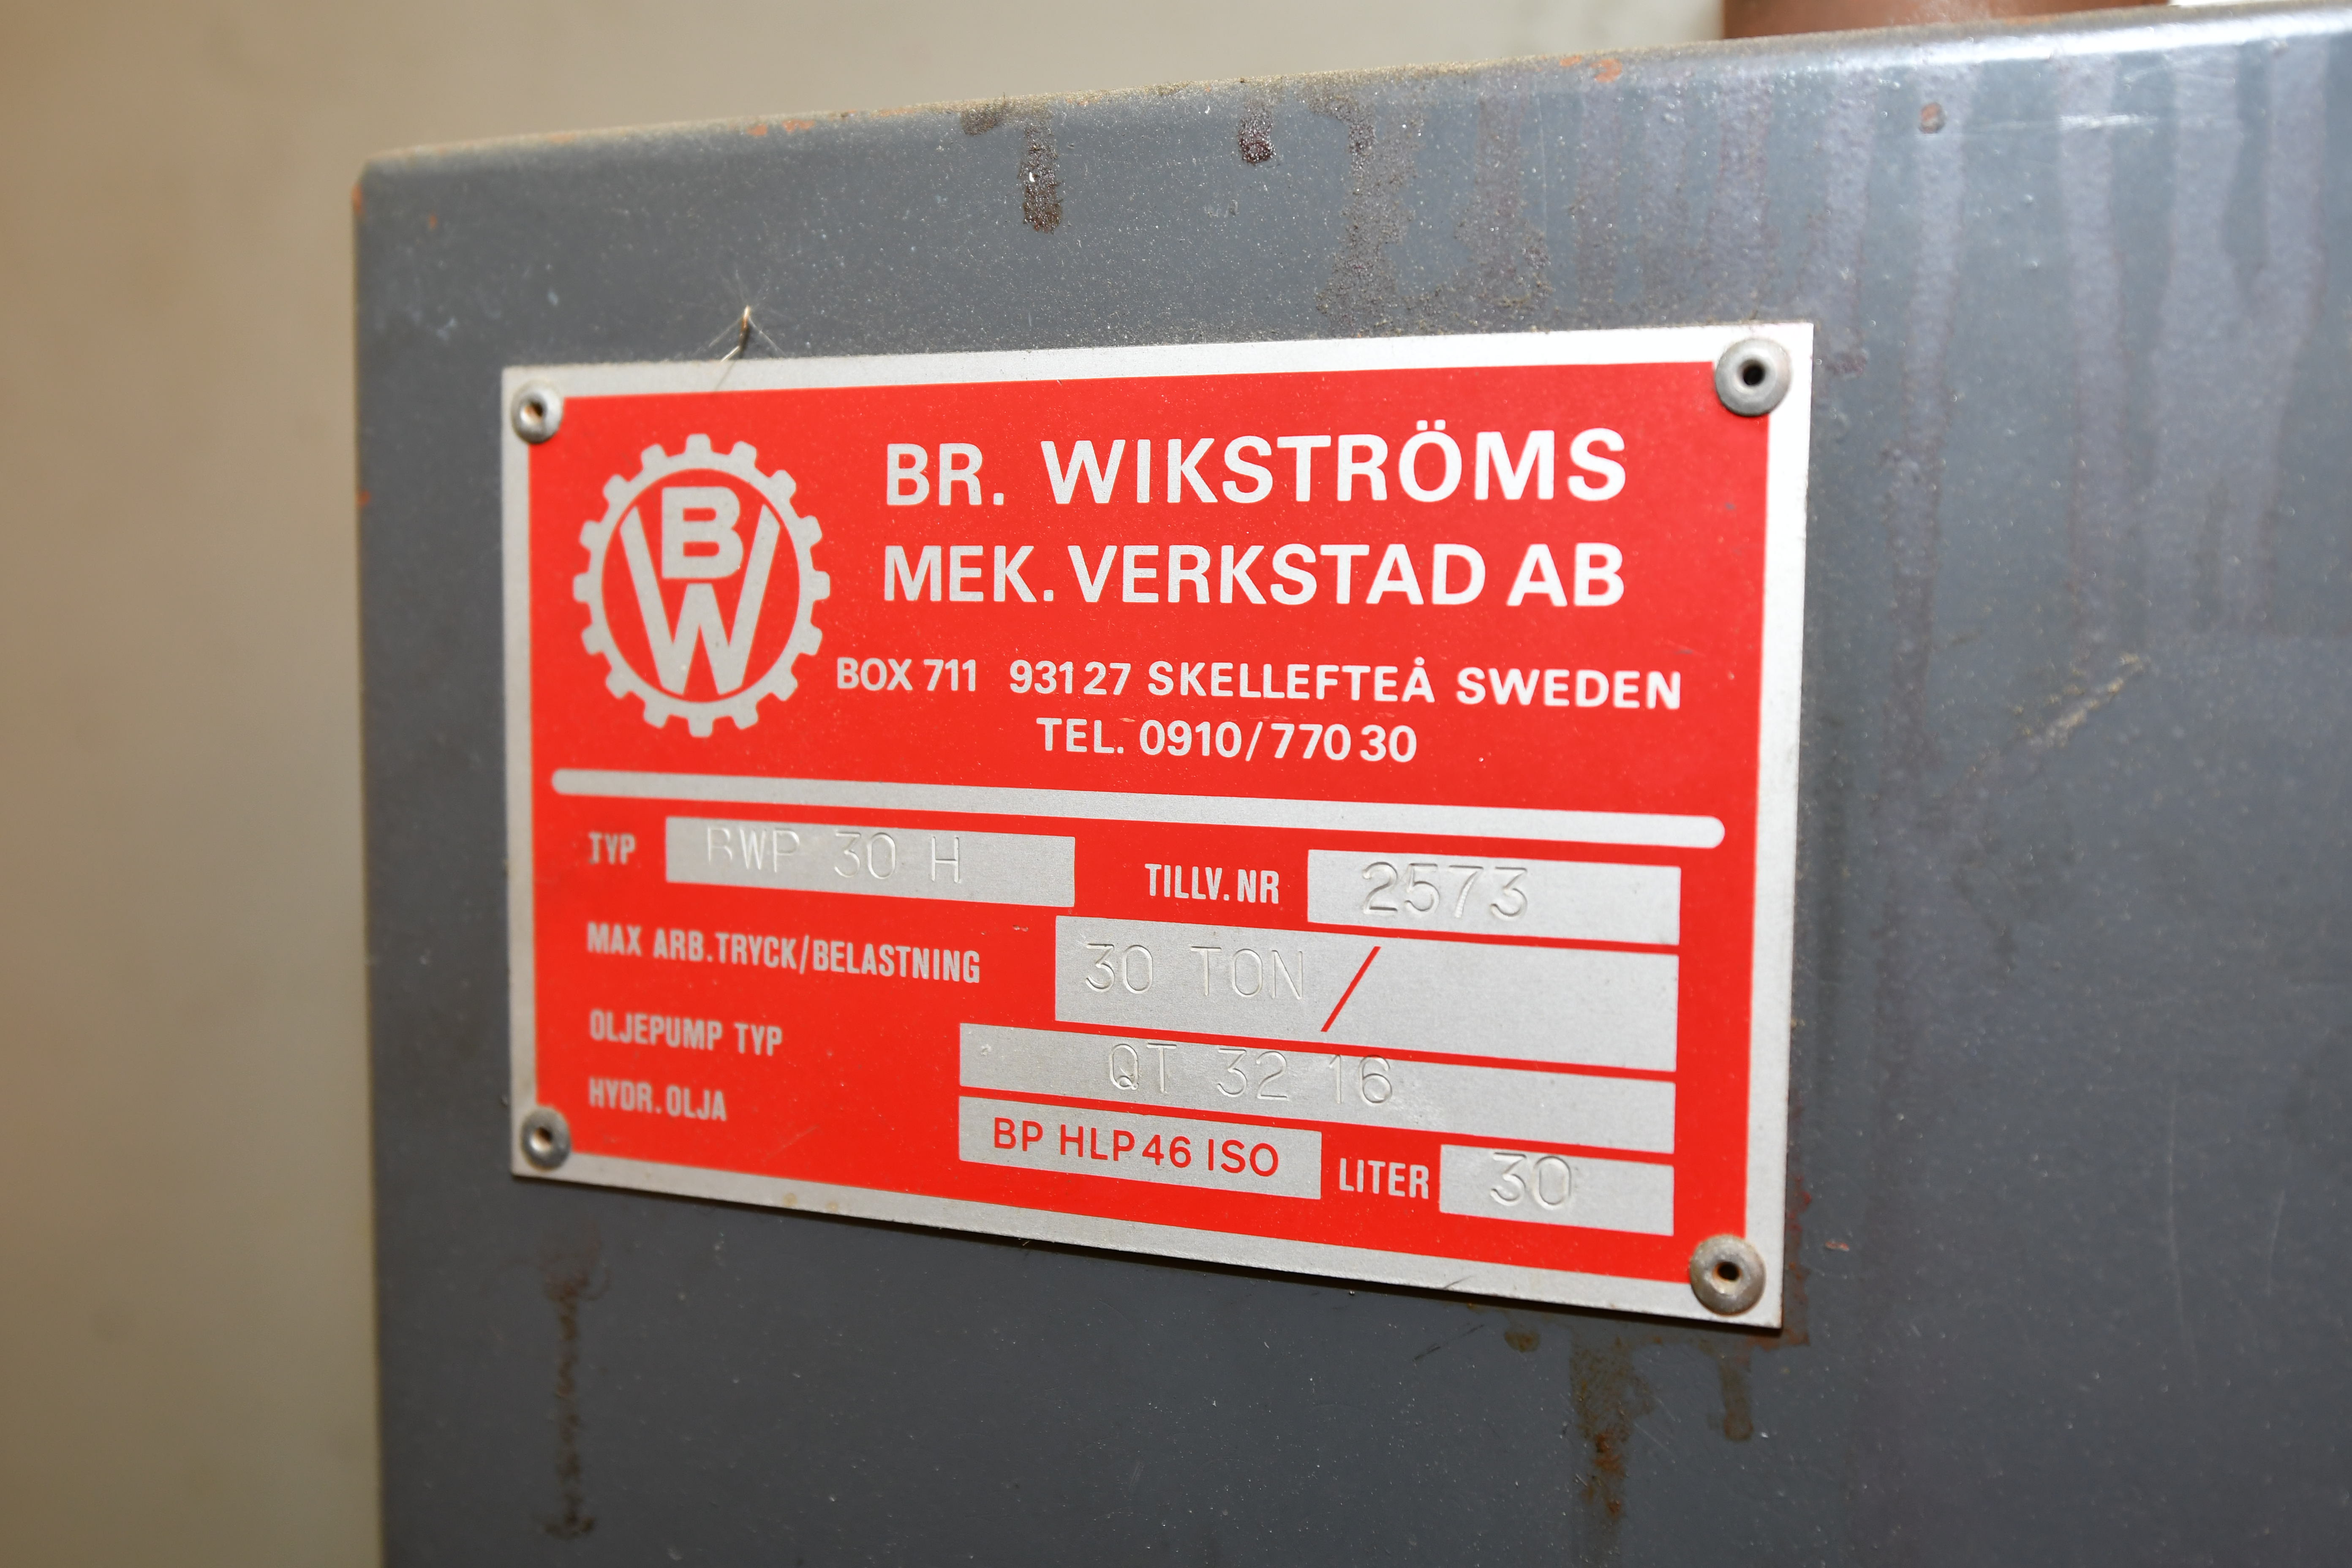 BW
BR. WIKSTRÖMS
MEK. VERKSTAD AB
BOX 711 931 27 SKELLEFTEÅ SWEDEN
TEL. 0910/770 30
TYP BWP 30 H TILLV. NR 2573
MAX ARB. TRYCK/BELASTNING 30 TON /
OLJEPUMP TYP QT 32 16
HYDR. OLJA BP HLP 46 ISO LITER 30